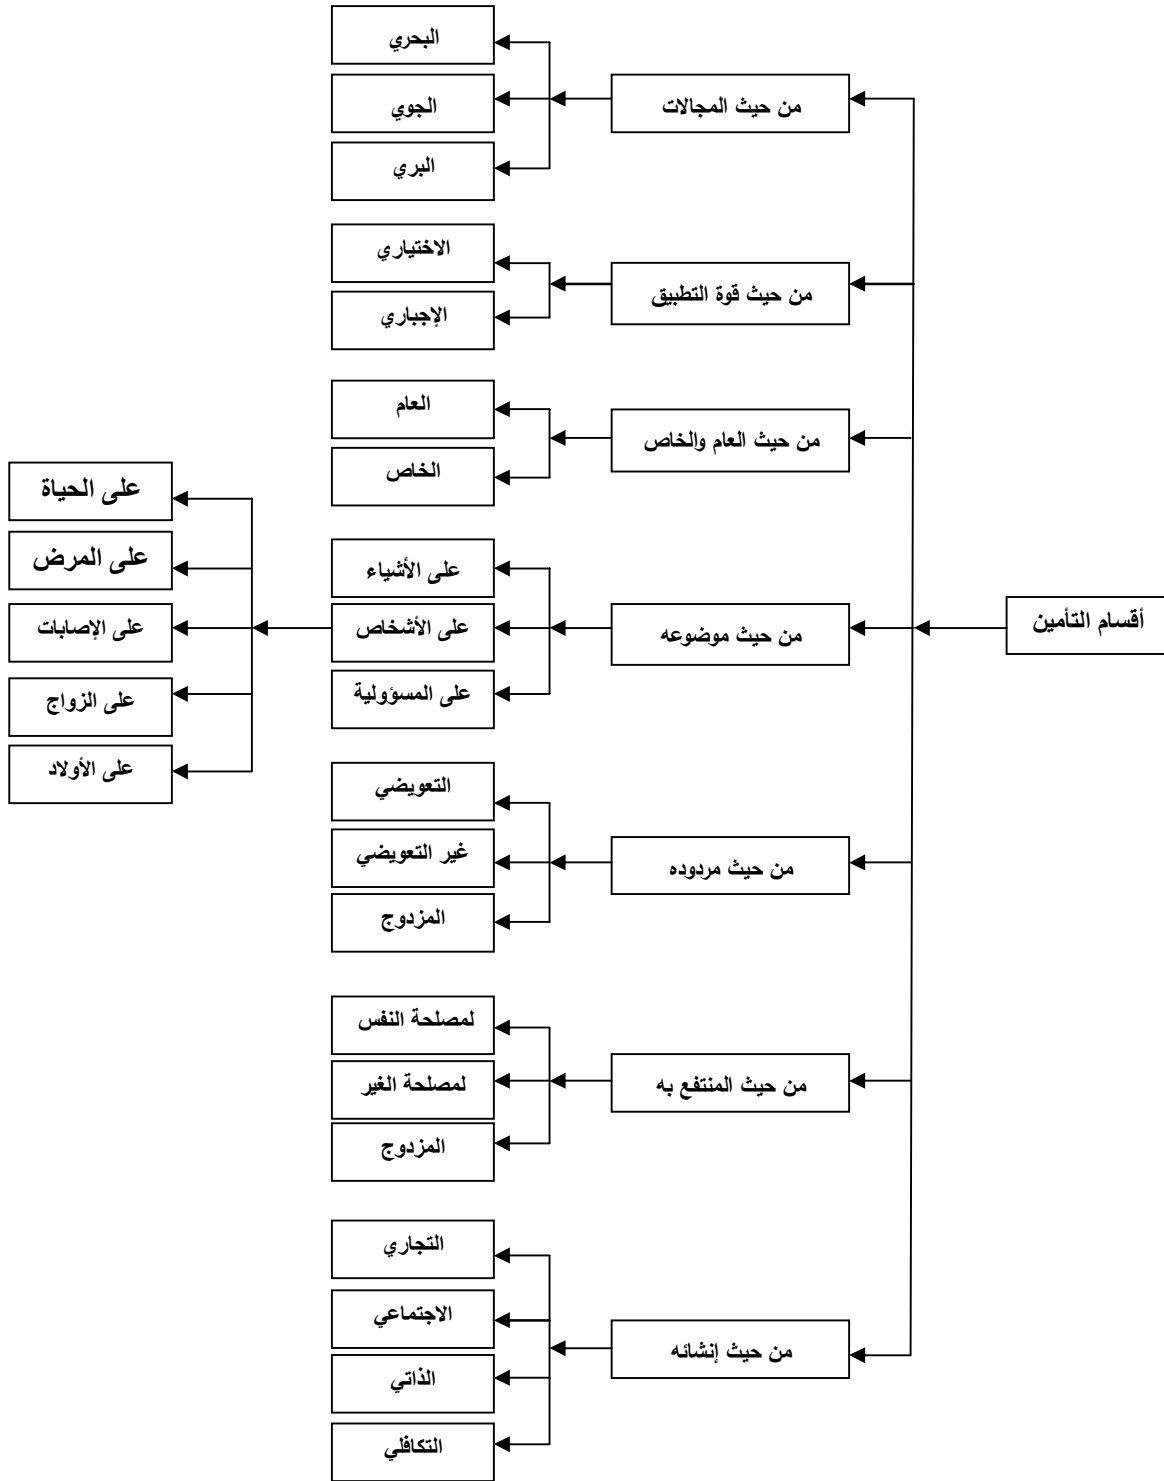 أقسام التأمين
من حيث المجالات
البحري
الجوي
البري
من حيث قوة التطبيق
الاختياري
الإجباري
من حيث العام والخاص
العام
الخاص
من حيث موضوعه
على الأشياء
على الأشخاص
على الحياة
على المرض
على الإصابات
على الزواج
على الأولاد
على المسؤولية
من حيث مردوده
التعويضي
غير التعويضي
المزدوج
من حيث المنتفع به
لمصلحة النفس
لمصلحة الغير
المزدوج
من حيث إنشائه
التجاري
الاجتماعي
الذاتي
التكافلي